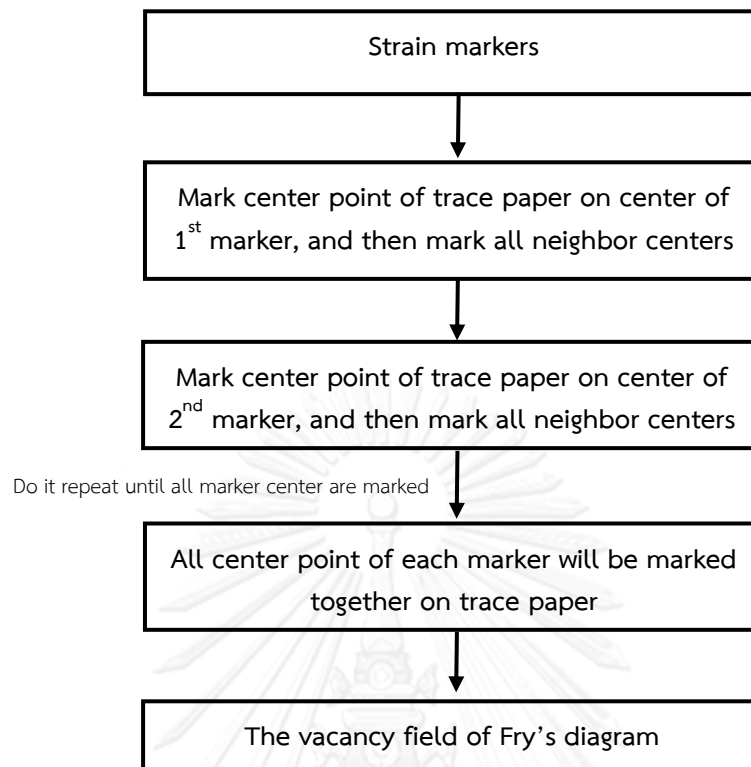 Strain markers
Mark center point of trace paper on center of
1st marker, and then mark all neighbor centers
Mark center point of trace paper on center of
2nd marker, and then mark all neighbor centers
Do it repeat until all marker center are marked
All center point of each marker will be marked
together on trace paper
The vacancy field of Fry's diagram